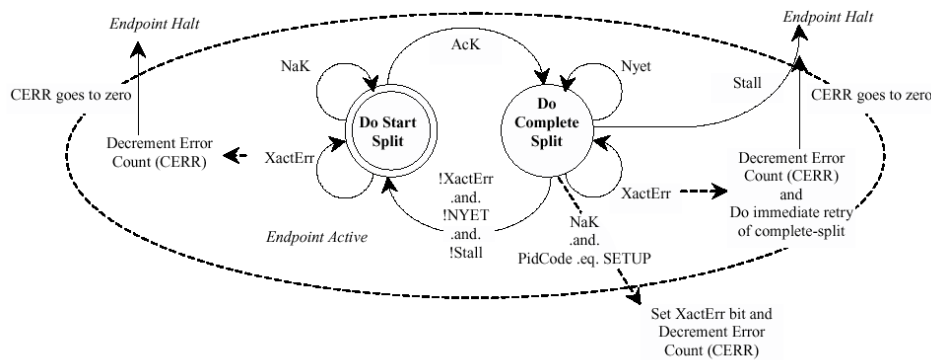 Endpoint Halt
Endpoint Halt
AcK
NaK
Nyet
Stall
CERR goes to zero
CERR goes to zero
Do Start
Split
Do
Complete
Split
Decrement Error
Count (CERR)
XactErr
XactErr
Decrement Error
Count (CERR)
and
Do immediate retry
of complete-split
!XactErr
.and.
!NYET
.and.
!Stall
Endpoint Active
NaK
.and.
PidCode .eq. SETUP
Set XactErr bit and
Decrement Error
Count (CERR)